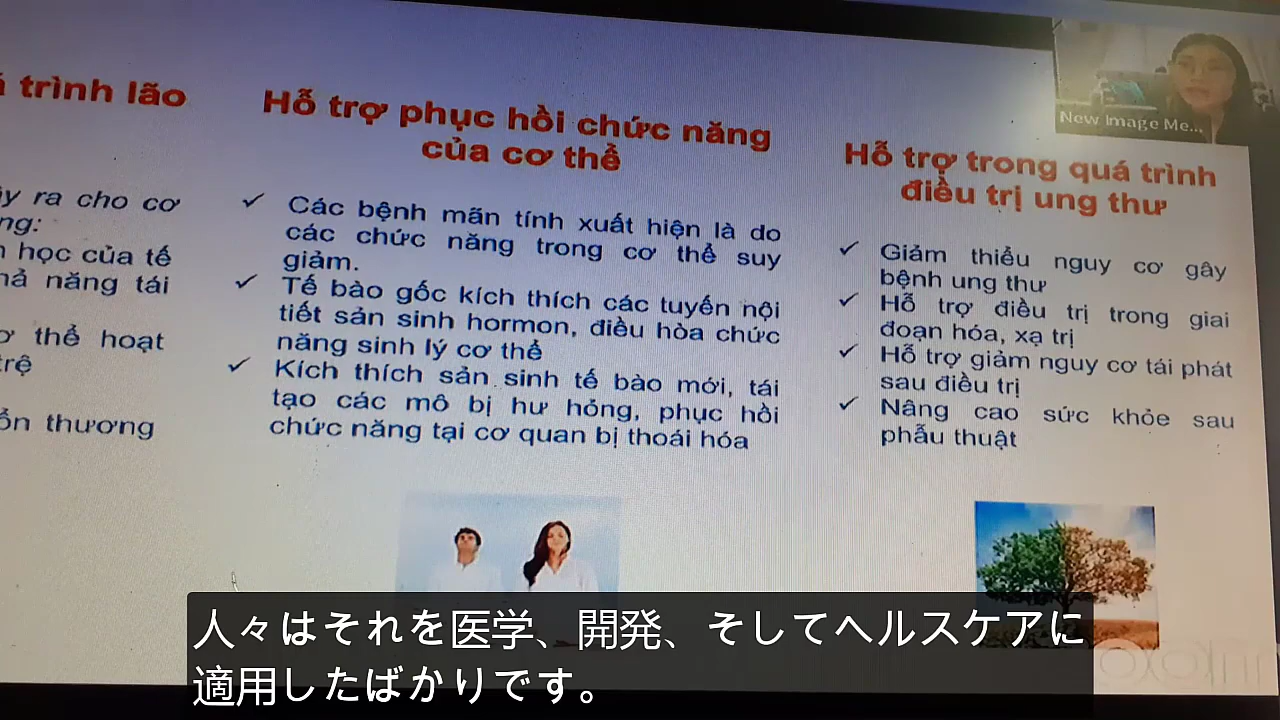 trình lão
y ra cho cơ
ng:
học của tế
ả năng tái
ơ thể hoạt
trệ
ổn thương
Hỗ trợ phục hồi chức năng
của cơ thể
✓ Các bệnh mãn tính xuất hiện là do
các chức năng trong cơ thể suy
giảm.
✓ Tế bào gốc kích thích các tuyến nội
tiết sản sinh hormon, điều hòa chức
năng sinh lý cơ thể
✓ Kích thích sản sinh tế bào mới, tái
tạo các mô bị hư hỏng, phục hồi
chức năng tại cơ quan bị thoái hóa
Hỗ trợ trong quá trình
điều trị ung thư
✓ Giảm thiểu nguy cơ gây
bệnh ung thư
✓ Hỗ trợ điều trị trong giai
đoạn hóa, xạ trị
✓ Hỗ trợ giảm nguy cơ tái phát
sau điều trị
✓ Nâng cao sức khỏe sau
phẫu thuật
New Image Me...
人々はそれを医学、開発、そしてヘルスケアに
適用したばかりです。